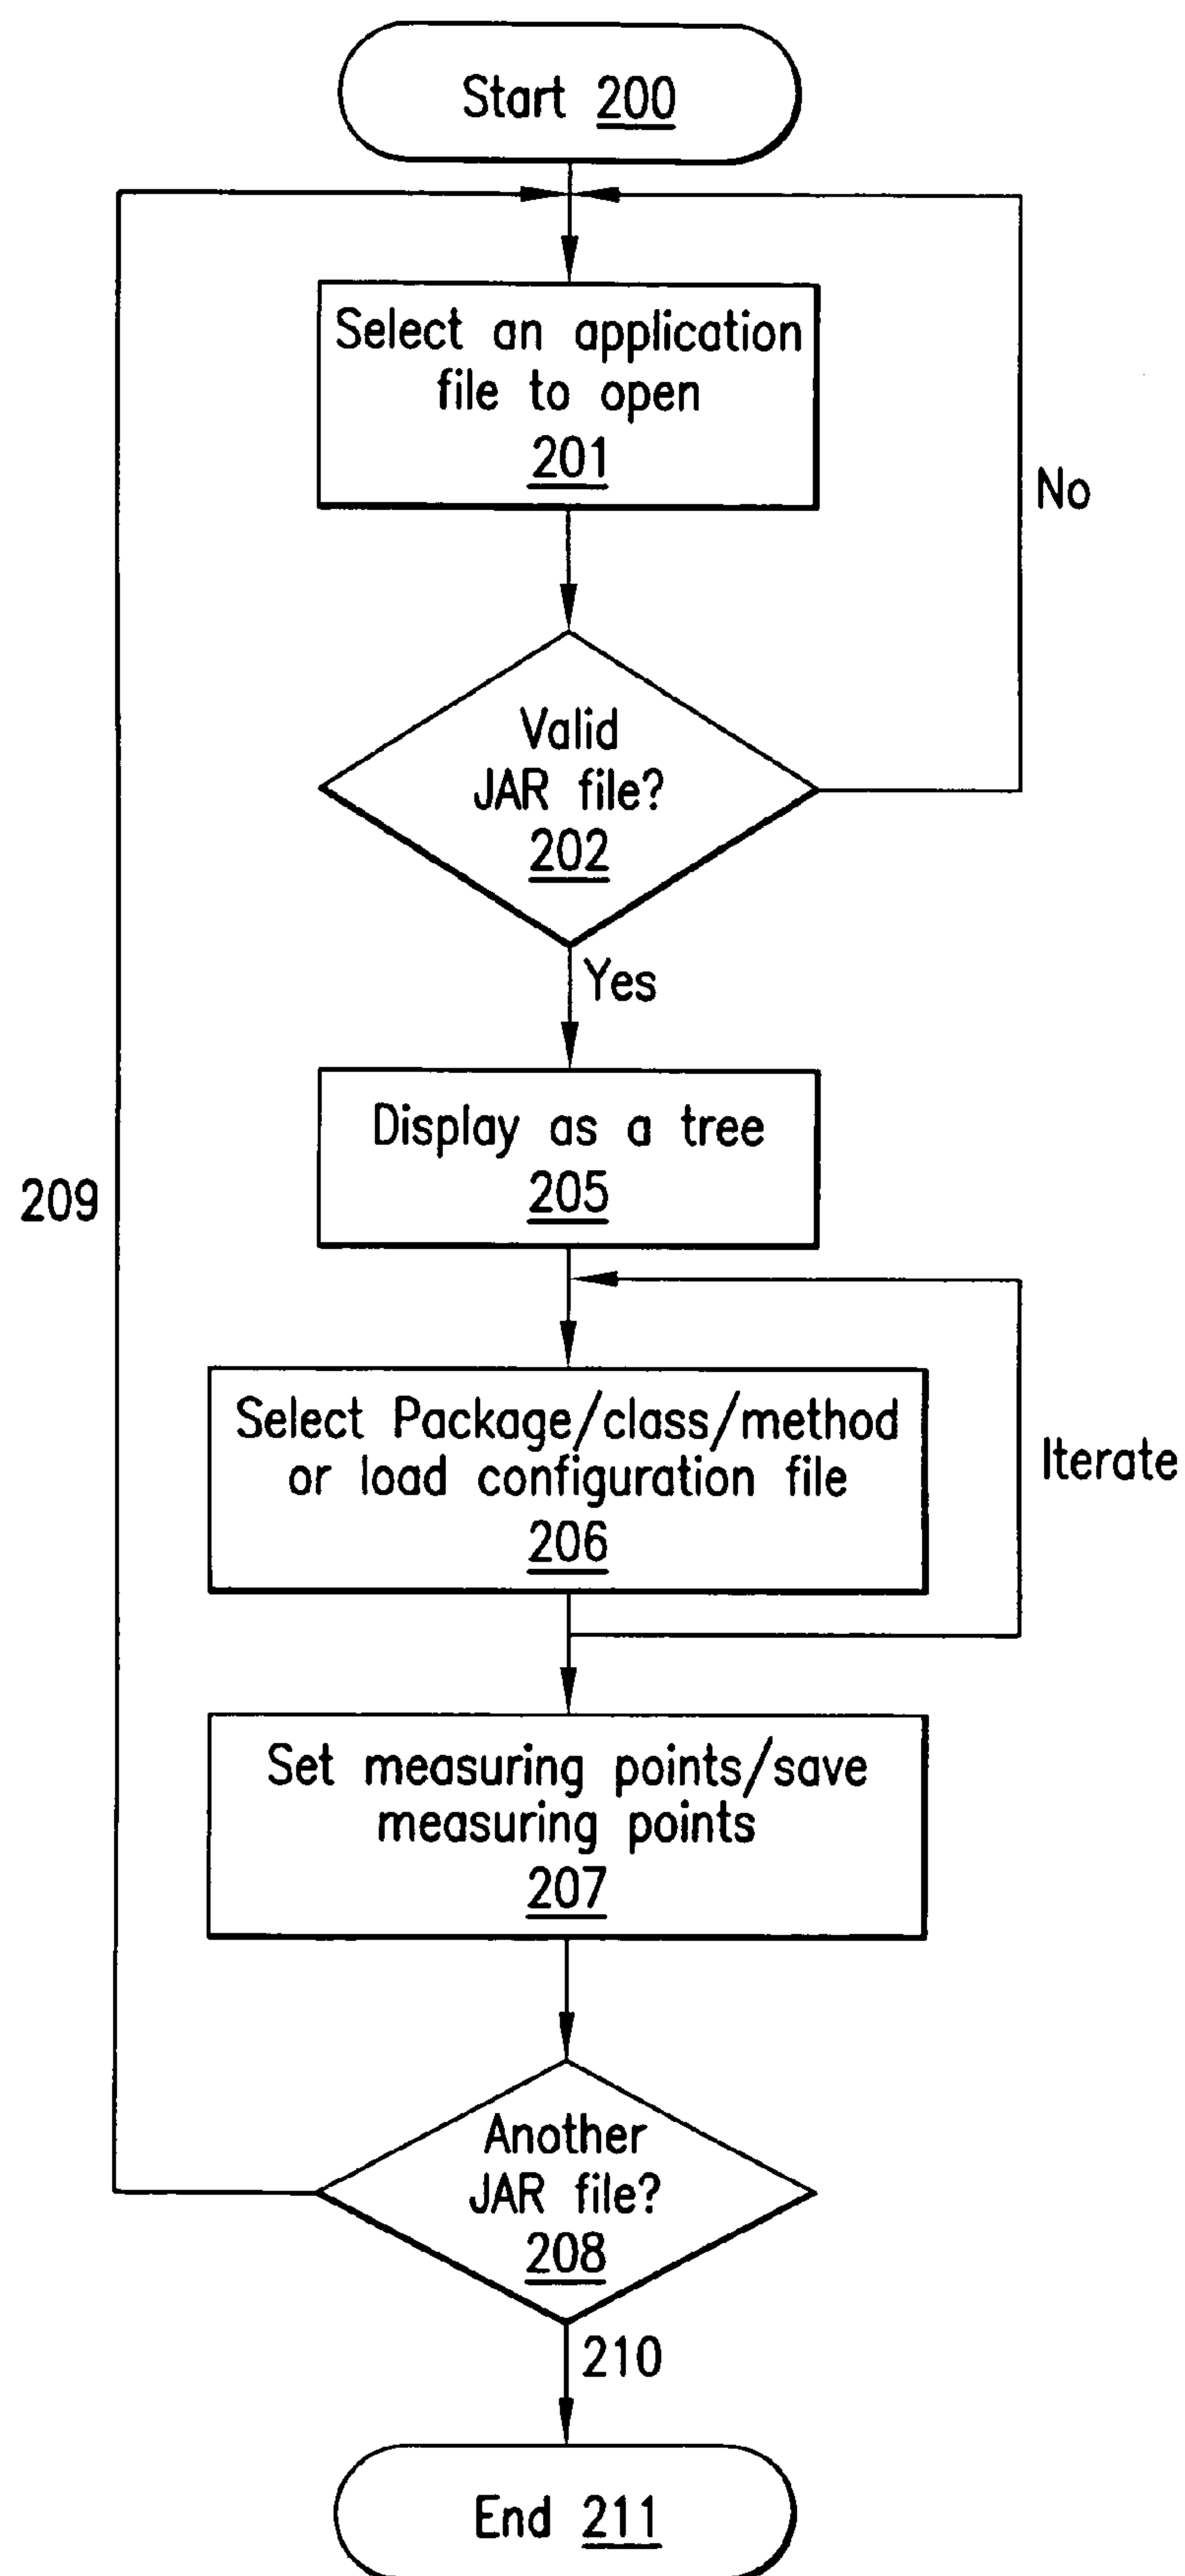 Start 200
Select an application
file to open
201
No
Valid
JAR file?
202
Yes
Display as a tree
205
209
Select Package/class/method
or load configuration file
206
Iterate
Set measuring points/save
measuring points
207
Another
JAR file?
208
210
End 211